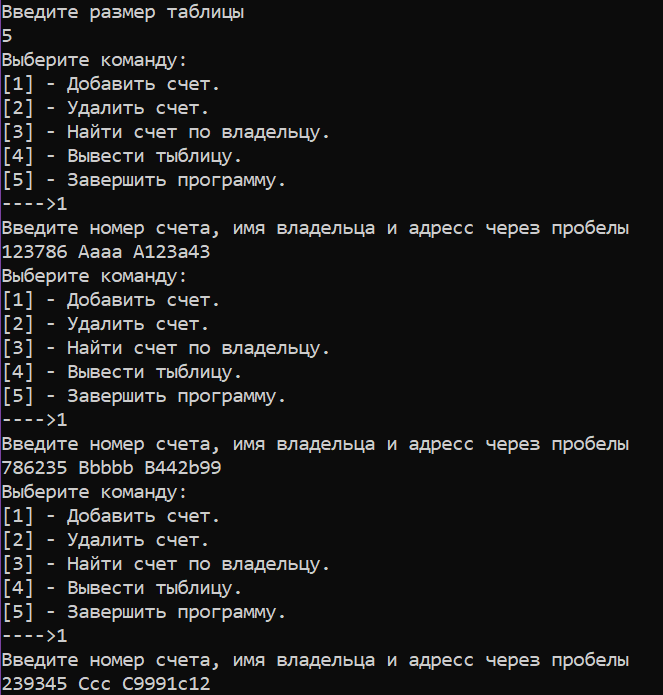 Введите размер таблицы
5
Выберите команду:
[1] - Добавить счет.
[2] - Удалить счет.
[3] - Найти счет по владельцу.
[4] - Вывести тыблицу.
[5] - Завершить программу.
---->1
Введите номер счета, имя владельца и адресс через пробелы
123786 Aaaa A123a43
Выберите команду:
[1] - Добавить счет.
[2] - Удалить счет.
[3] - Найти счет по владельцу.
[4] - Вывести тыблицу.
[5] - Завершить программу.
---->1
Введите номер счета, имя владельца и адресс через пробелы
786235 Bbbbb B442b99
Выберите команду:
[1] - Добавить счет.
[2] - Удалить счет.
[3] - Найти счет по владельцу.
[4] - Вывести тыблицу.
[5] - Завершить программу.
---->1
Введите номер счета, имя владельца и адресс через пробелы
239345 Ccc C9991c12